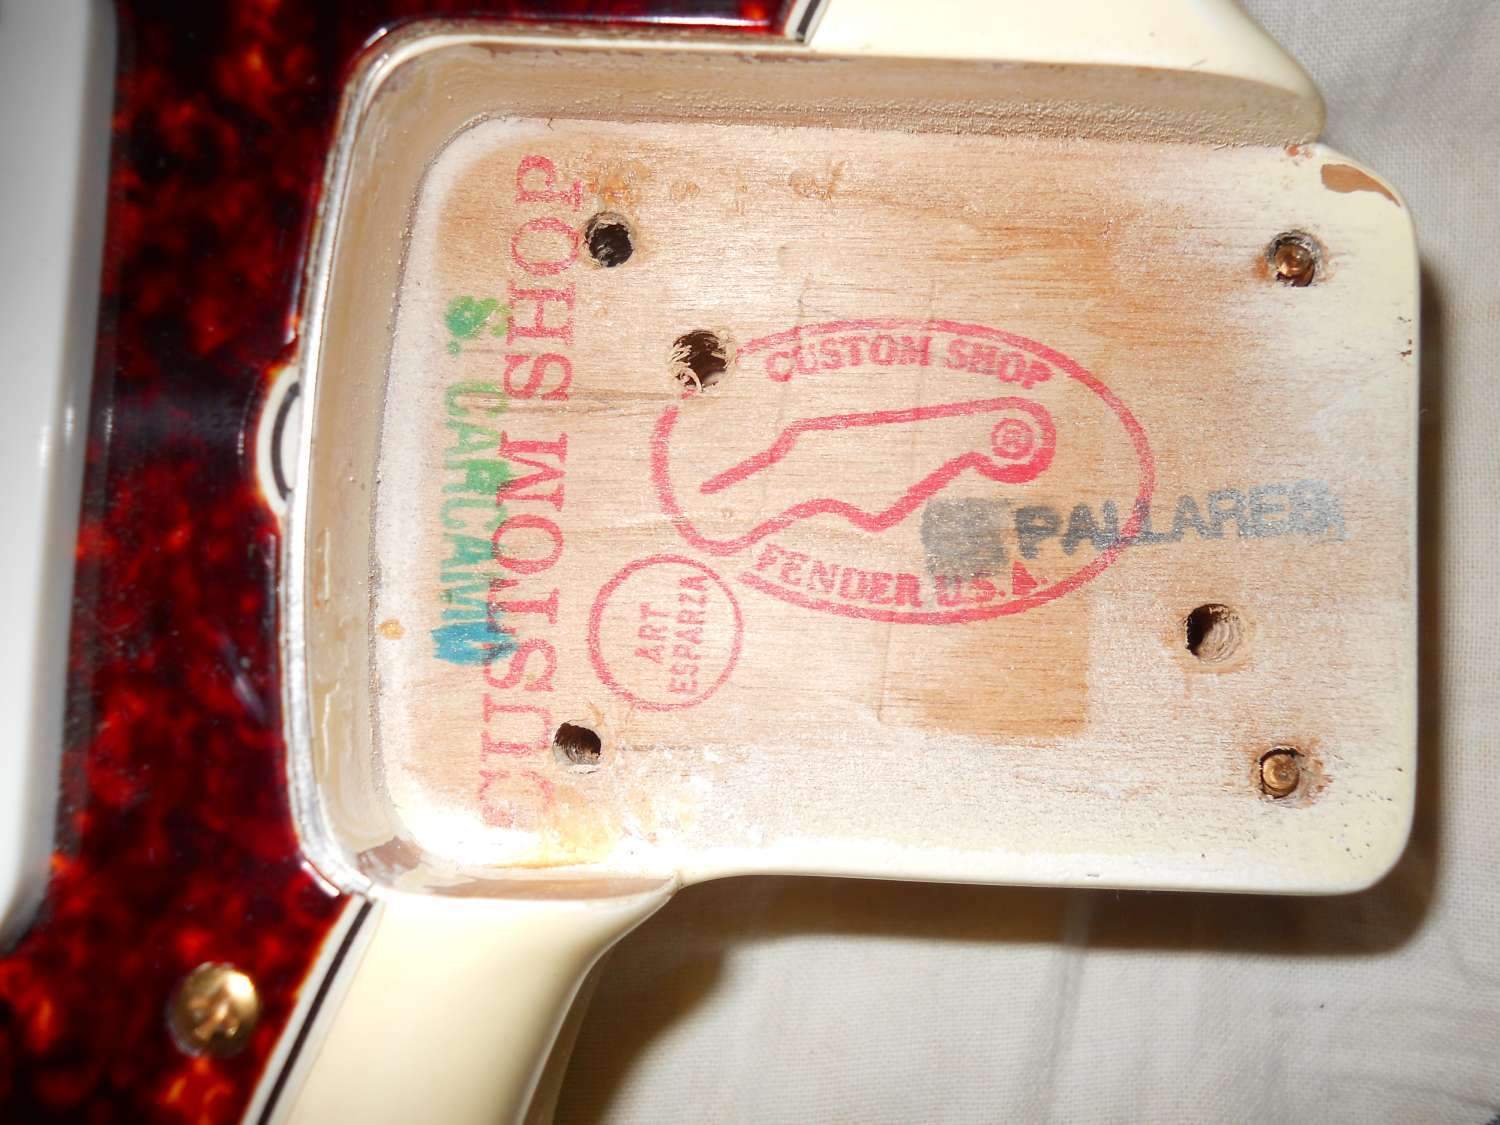 CUSTOM SHOP
S. CARCAMO
CUSTOM SHOP
®
FENDER U.S.A.
PALLARES
ART
ESPARZA